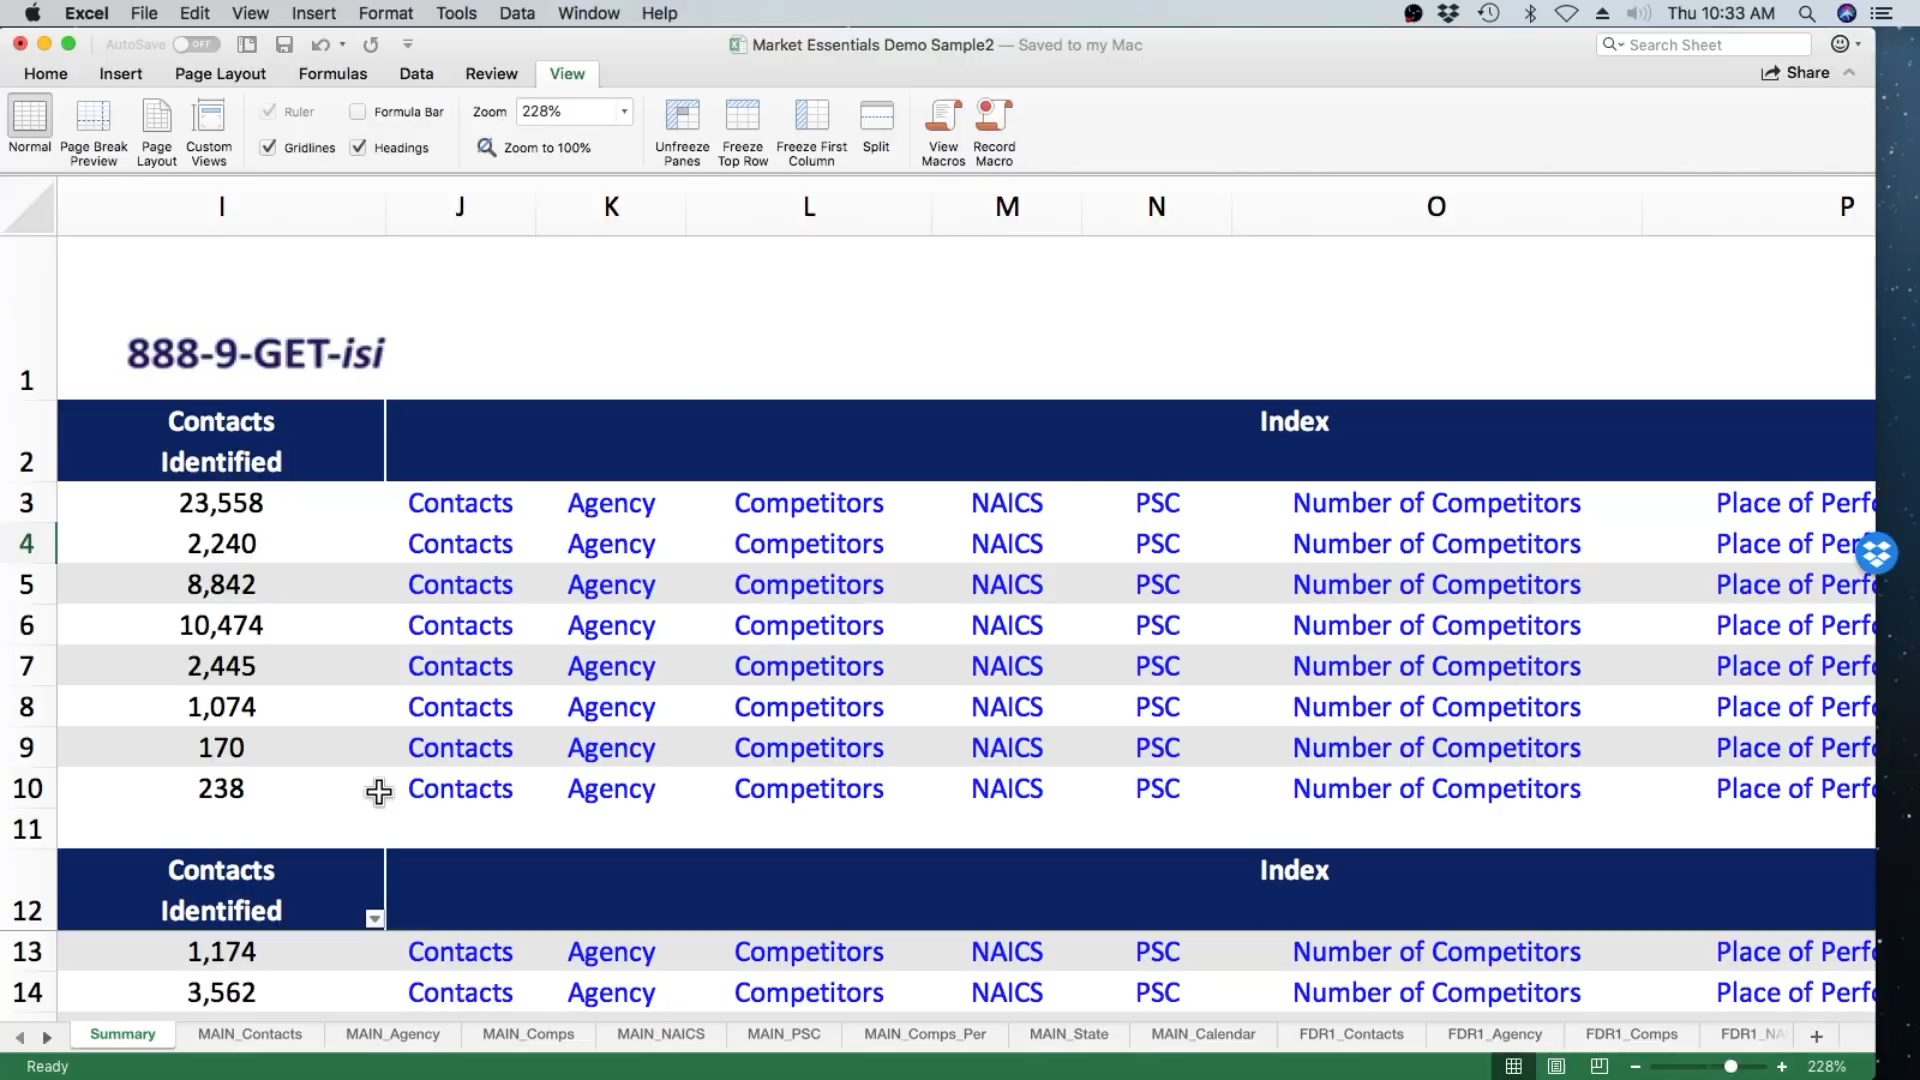 Excel File Edit View Insert Format Tools Data Window Help Thu 10:33 AM
AutoSave OFF Market Essentials Demo Sample2 — Saved to my Mac Search Sheet
Home Insert Page Layout Formulas Data Review View Share
Normal Page Break Preview Page Layout Custom Views
Ruler Formula Bar Zoom 228%
Gridlines Headings Zoom to 100%
Unfreeze Panes Freeze Top Row Freeze First Column Split View Macros Record Macro
I J K L M N O P
1 888-9-GET-isi
2 Contacts Identified Index
3 23,558 Contacts Agency Competitors NAICS PSC Number of Competitors Place of Perfo
4 2,240 Contacts Agency Competitors NAICS PSC Number of Competitors Place of Per
5 8,842 Contacts Agency Competitors NAICS PSC Number of Competitors Place of Perfo
6 10,474 Contacts Agency Competitors NAICS PSC Number of Competitors Place of Perfo
7 2,445 Contacts Agency Competitors NAICS PSC Number of Competitors Place of Perfo
8 1,074 Contacts Agency Competitors NAICS PSC Number of Competitors Place of Perfo
9 170 Contacts Agency Competitors NAICS PSC Number of Competitors Place of Perfo
10 238 Contacts Agency Competitors NAICS PSC Number of Competitors Place of Perfo
11
12 Contacts Identified Index
13 1,174 Contacts Agency Competitors NAICS PSC Number of Competitors Place of Perfo
14 3,562 Contacts Agency Competitors NAICS PSC Number of Competitors Place of Perfo
Summary MAIN_Contacts MAIN_Agency MAIN_Comps MAIN_NAICS MAIN_PSC MAIN_Comps_Per MAIN_State MAIN_Calendar FDR1_Contacts FDR1_Agency FDR1_Comps FDR1_NA
Ready 228%